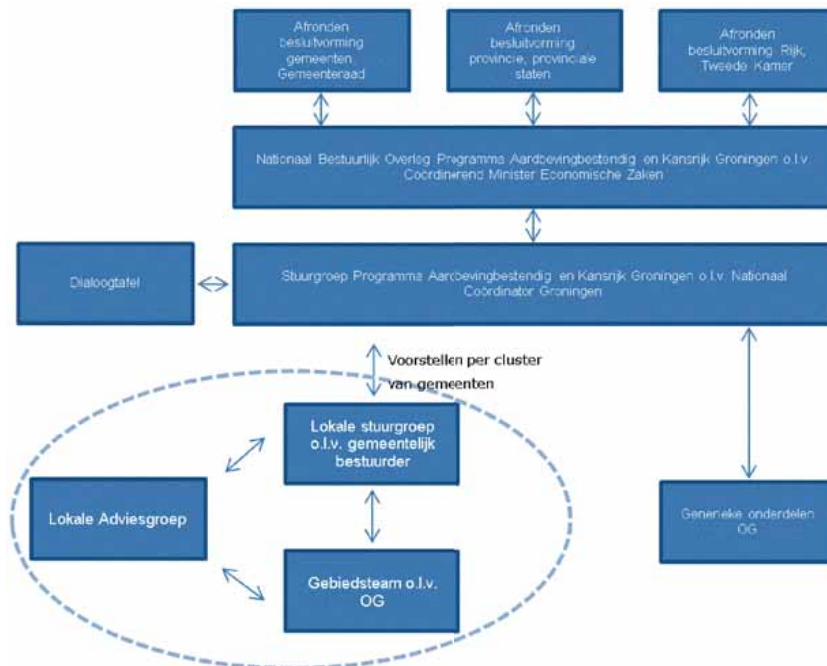 Afronden
besluitvorming
gemeenten,
Gemeenteraad
Afronden
besluitvorming
provincie, provinciale
staten
Afronden
besluitvorming Rijk,
Tweede Kamer
Nationaal Bestuurlijk Overleg Programma Aardbevingbestendig en Kansrijk Groningen o.l.v.
Coördinerend Minister Economische Zaken
Dialoogtafel
Stuurgroep Programma Aardbevingbestendig en Kansrijk Groningen o.l.v. Nationaal
Coördinator Groningen
Voorstellen per cluster
van gemeenten
Lokale stuurgroep
o.l.v. gemeentelijk
bestuurder
Lokale Adviesgroep
Generieke onderdelen
OG
Gebiedsteam o.l.v.
OG